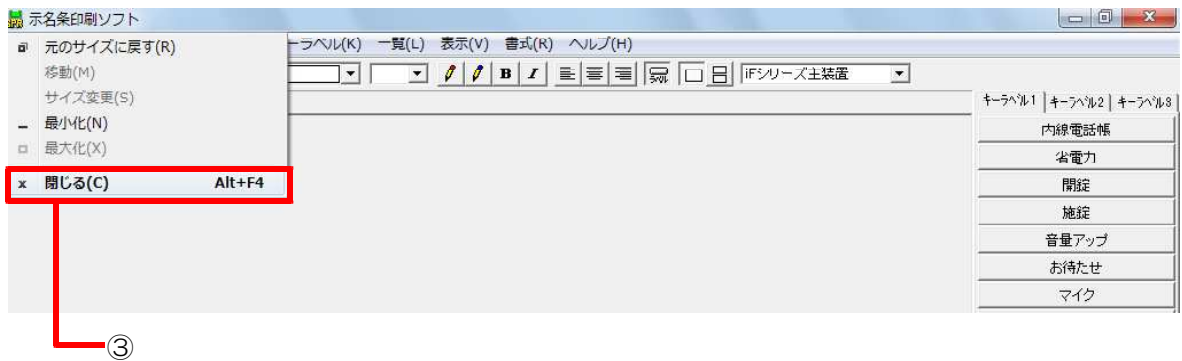 示名条印刷ソフト
元のサイズに戻す(R)
ーラベル(K) 一覧(L) 表示(V) 書式(R) ヘルプ(H)
移動(M)
B I iFシリーズ主装置
サイズ変更(S)
キーラベル1 キーラベル2 キーラベル3
最小化(N)
内線電話帳
最大化(X)
省電力
閉じる(C) Alt+F4
開錠
施錠
音量アップ
お待たせ
マイク
③